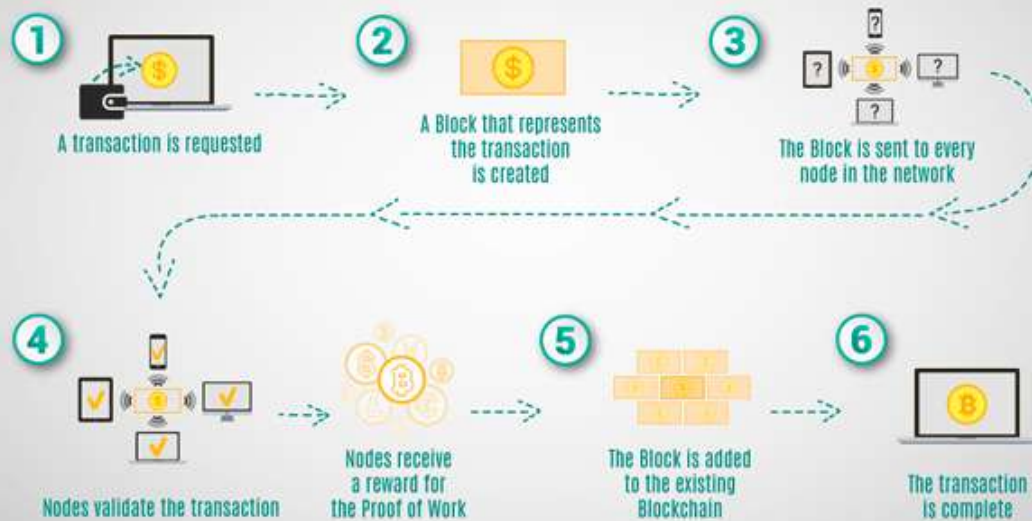 1
A transaction is requested
2
A Block that represents
the transaction
is created
3
The Block is sent to every
node in the network
4
Nodes validate the transaction
Nodes receive
a reward for
the Proof of Work
5
The Block is added
to the existing
Blockchain
6
The transaction
is complete